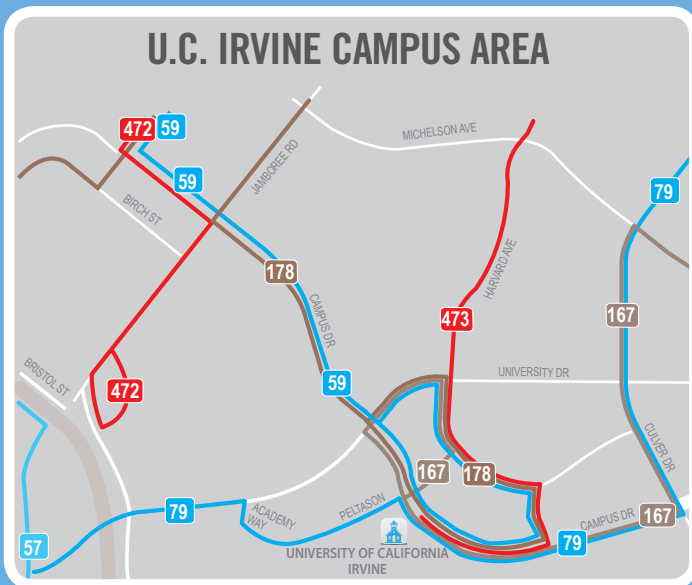 U.C. IRVINE CAMPUS AREA
472
59
MICHELSON AVE
JAMBOREE RD
59
79
BIRCH ST
HARVARD AVE
178
CAMPUS DR
473
167
BRISTOL ST
472
59
UNIVERSITY DR
CULVER DR
167
178
79
ACADEMY
WAY
PELTASON
CAMPUS DR
167
57
79
UNIVERSITY OF CALIFORNIA
IRVINE